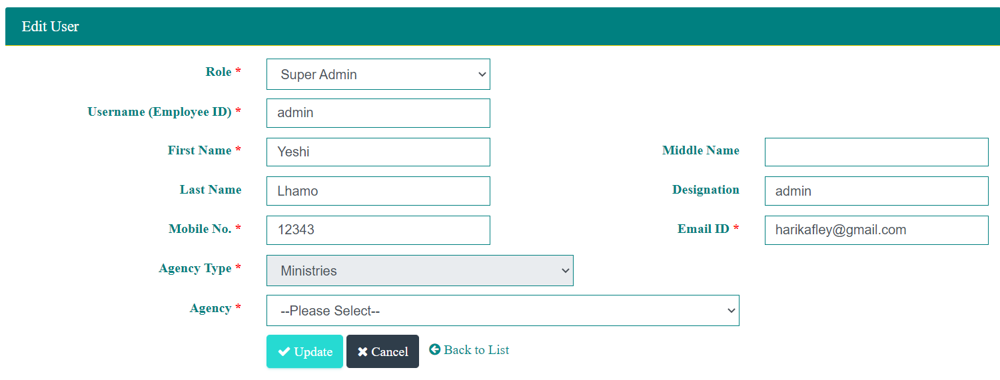 Edit User
Role *
Super Admin
Username (Employee ID) *
admin
First Name *
Yeshi
Middle Name
Last Name
Lhamo
Designation
admin
Mobile No. *
12343
Email ID *
harikafley@gmail.com
Agency Type *
Ministries
Agency *
--Please Select--
Update
Cancel
Back to List